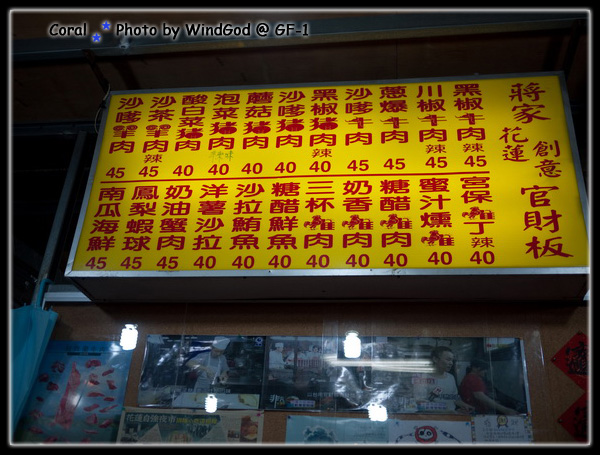 Coral Photo by WindGod @ GF-1
蔣家
花蓮
創意
官財板
黑椒牛肉辣 45
川椒牛肉辣 45
蔥爆牛肉 45
沙嗲牛肉 45
黑椒豬肉辣 40
沙嗲豬肉 40
蘑菇豬肉 40
泡菜豬肉 40
酸白菜豬肉 40
沙茶羊肉辣 45
沙嗲羊肉 45
宮保雞丁辣 40
蜜汁燻雞 40
糖醋雞肉 40
奶香雞肉 40
三杯雞肉 40
糖醋鮮魚 40
沙拉鮪魚 40
洋薯沙拉 40
奶油蟹肉 45
鳳梨蝦球 45
南瓜海鮮 45